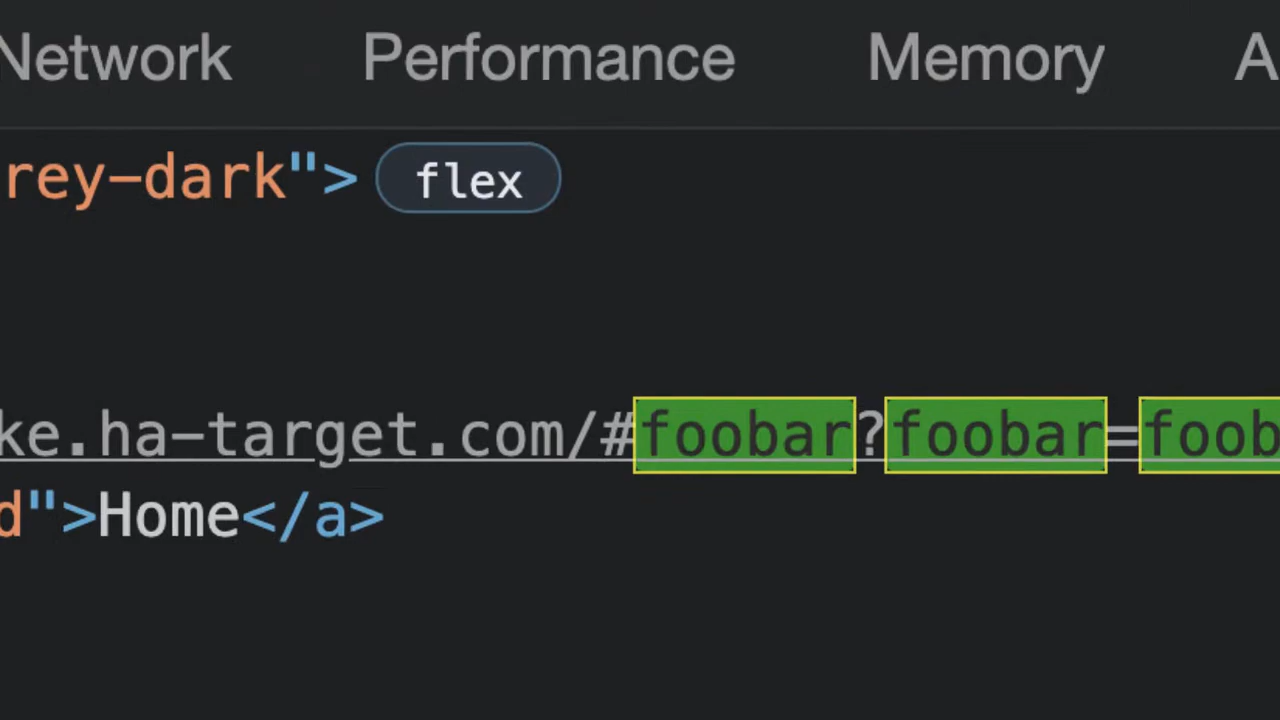 Network Performance Memory A
rey-dark"> flex
ke.ha-target.com/#foobar?foobar=foob
d">Home</a>